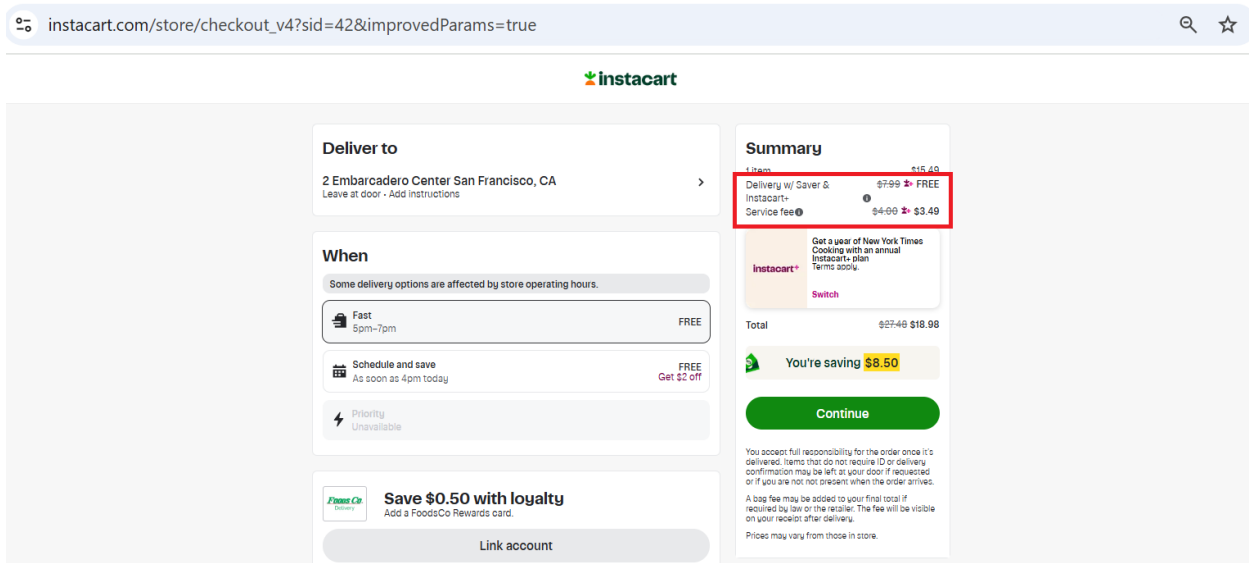 instacart.com/store/checkout_v4?sid=42&improvedParams=true
instacart
Deliver to
2 Embarcadero Center San Francisco, CA
Leave at door • Add instructions
When
Some delivery options are affected by store operating hours.
Fast
5pm–7pm
FREE
Schedule and save
As soon as 4pm today
FREE
Get $2 off
Priority
Unavailable
Foods Co.
Delivery
Save $0.50 with loyalty
Add a FoodsCo Rewards card.
Link account
Summary
1 item $15.49
Delivery w/ Saver & $7.99 FREE
Instacart+
Service fee $4.00 $3.49
instacart+
Get a year of New York Times
Cooking with an annual
Instacart+ plan
Terms apply.
Switch
Total $27.48 $18.98
You're saving $8.50
Continue
You accept full responsibility for the order once it's
delivered. Items that do not require ID or delivery
confirmation may be left at your door if requested
or if you are not not present when the order arrives.
A bag fee may be added to your final total if
required by law or the retailer. The fee will be visible
on your receipt after delivery.
Prices may vary from those in store.